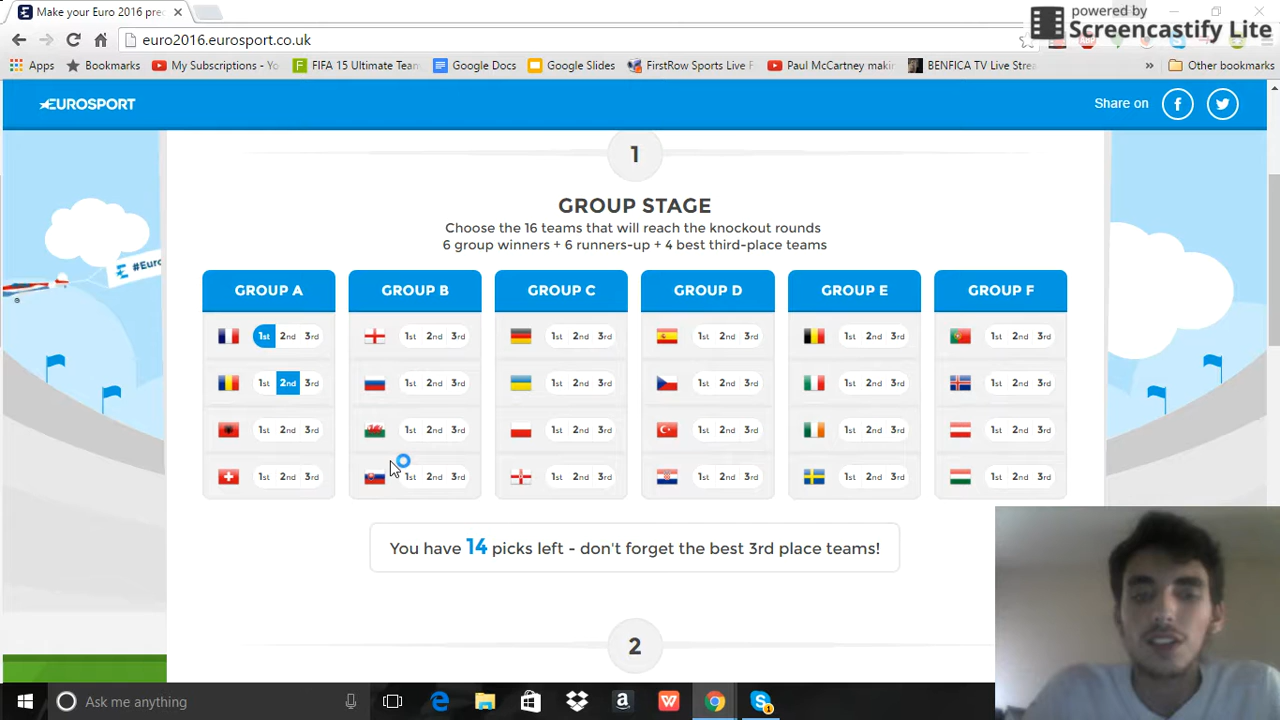 Make your Euro 2016 pre
powered by
Screencastify Lite
euro2016.eurosport.co.uk
Apps Bookmarks My Subscriptions - Yo FIFA 15 Ultimate Team Google Docs Google Slides FirstRow Sports Live F Paul McCartney makin BENFICA TV Live Strea » Other bookmarks
EUROSPORT
Share on
1
GROUP STAGE
Choose the 16 teams that will reach the knockout rounds
6 group winners + 6 runners-up + 4 best third-place teams
GROUP A GROUP B GROUP C GROUP D GROUP E GROUP F
1st 2nd 3rd 1st 2nd 3rd 1st 2nd 3rd 1st 2nd 3rd 1st 2nd 3rd 1st 2nd 3rd
1st 2nd 3rd 1st 2nd 3rd 1st 2nd 3rd 1st 2nd 3rd 1st 2nd 3rd 1st 2nd 3rd
1st 2nd 3rd 1st 2nd 3rd 1st 2nd 3rd 1st 2nd 3rd 1st 2nd 3rd 1st 2nd 3rd
1st 2nd 3rd 1st 2nd 3rd 1st 2nd 3rd 1st 2nd 3rd 1st 2nd 3rd 1st 2nd 3rd
#Euro
You have 14 picks left - don't forget the best 3rd place teams!
2
Ask me anything